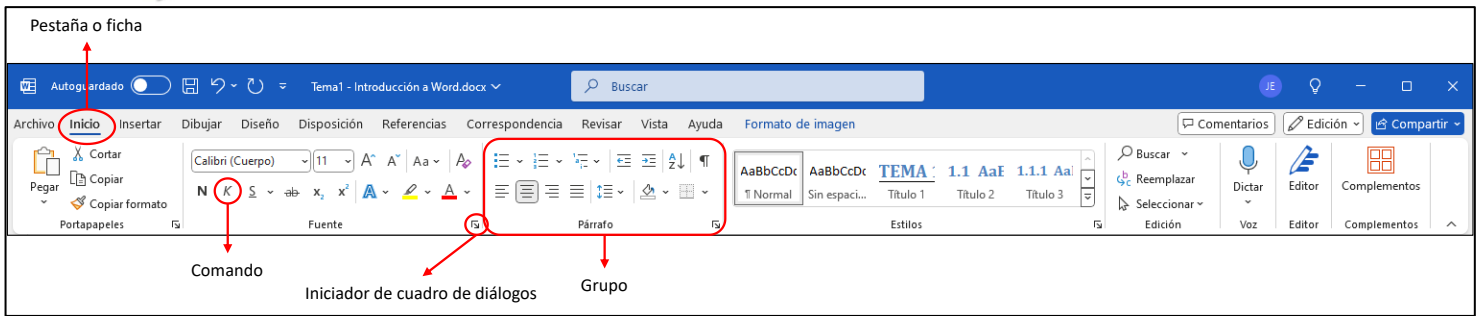 Pestaña o ficha
Autoguardado
Tema1 - Introducción a Word.docx
Buscar
JE
Archivo Inicio Insertar Dibujar Diseño Disposición Referencias Correspondencia Revisar Vista Ayuda Formato de imagen
Comentarios Edición Compartir
Pegar
Cortar
Copiar
Copiar formato
Portapapeles
Calibri (Cuerpo) 11 Aa
N K S ab x₂ x² A A
Fuente
Párrafo
AaBbCcDc AaBbCcDc TEMA 1.1 AaE 1.1.1 Aa
¶ Normal Sin espaci... Título 1 Título 2 Título 3
Estilos
Buscar
Reemplazar
Seleccionar
Edición
Dictar
Voz
Editor
Editor
Complementos
Complementos
Comando
Iniciador de cuadro de diálogos
Grupo